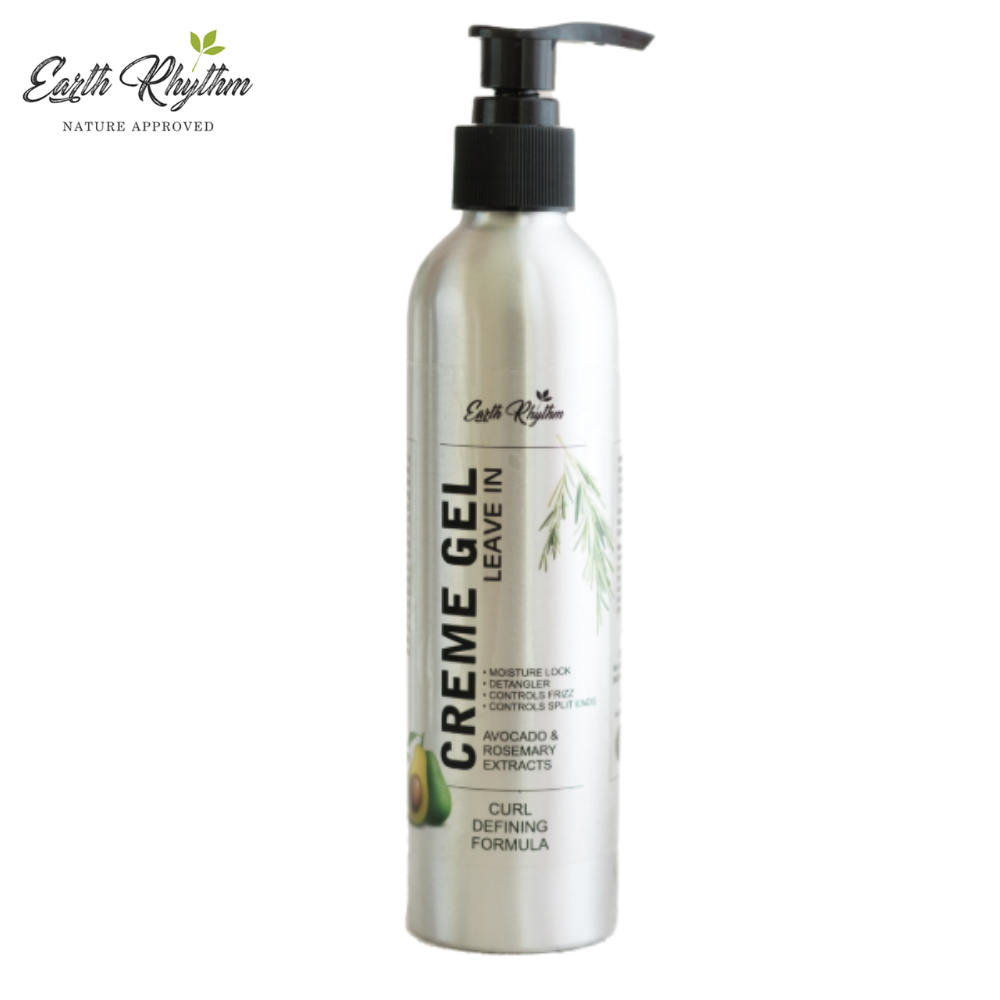 Earth Rhythm
NATURE APPROVED
Earth Rhythm
CREME GEL
LEAVE IN
• MOISTURE LOCK
• DETANGLER
• CONTROLS FRIZZ
• CONTROLS SPLIT ENDS
AVOCADO &
ROSEMARY
EXTRACTS
CURL
DEFINING
FORMULA